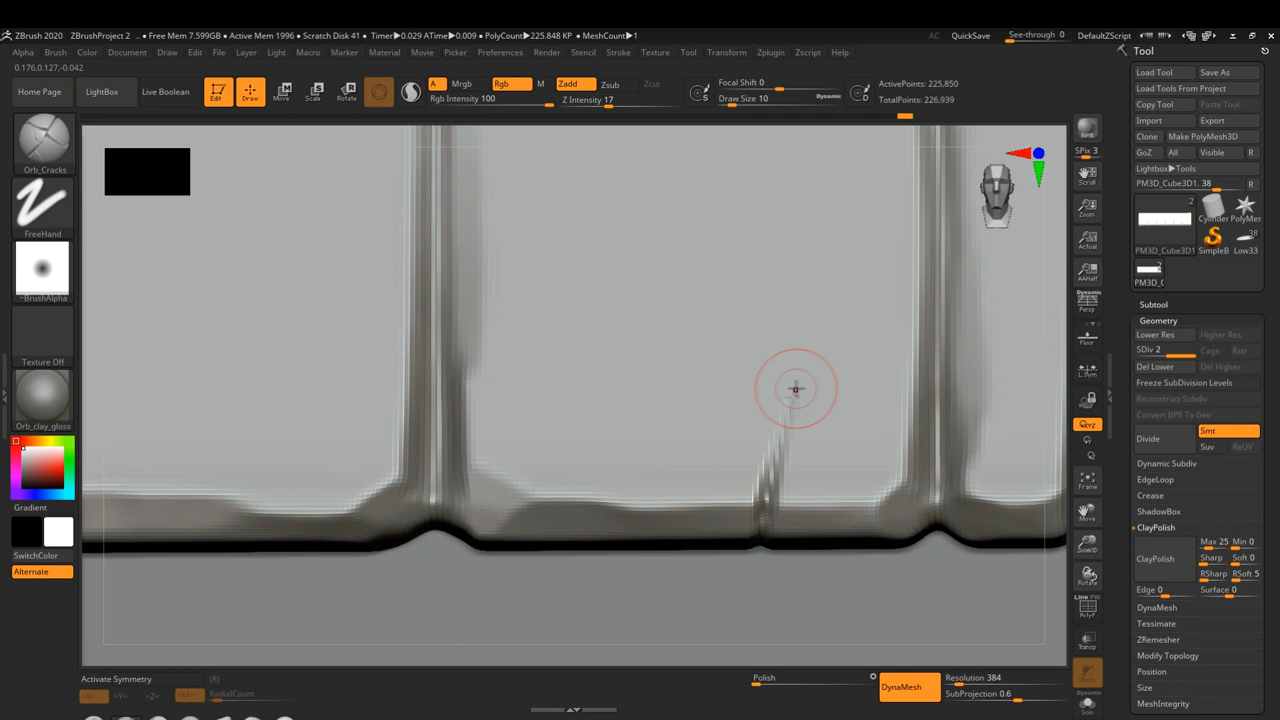 ZBrush 2020 ZBrushProject 2 .. • Free Mem 7.599GB • Active Mem 1996 • Scratch Disk 41 • Timer▶0.029 ATime▶0.009 • PolyCount▶225.848 KP • MeshCount▶1 AC QuickSave See-through 0 DefaultZScript
Alpha Brush Color Document Draw Edit File Layer Light Macro Marker Material Movie Picker Preferences Render Stencil Stroke Texture Tool Transform Zplugin Zscript Help
0.176,0.127,-0.042
Home Page LightBox Live Boolean Edit Draw Move Scale Rotate A Mrgb Rgb M Zadd Zsub Zcut
Rgb Intensity 100 Z Intensity 17
S Focal Shift 0
Draw Size 10 Dynamic D
ActivePoints: 225,850
TotalPoints: 226,939
Orb_Cracks
FreeHand
~BrushAlpha
Texture Off
Orb_clay_gloss
Gradient
SwitchColor
Alternate
BPR
SPix 3
Scroll
Zoom
Actual
AAHalf
Dynamic
Persp
Floor
L.Sym
XYZ
Frame
Move
Zoom3D
Rotate
Line Fill
PolyF
Transp
Dynamic
Solo
Tool
Load Tool Save As
Load Tools From Project
Copy Tool Paste Tool
Import Export
Clone Make PolyMesh3D
GoZ All Visible R
Lightbox▶Tools
PM3D_Cube3D1. 38 R
2
Cylinder PolyMes
38
PM3D_Cube3D1 SimpleB Low33
2
PM3D_C
Subtool
Geometry
Lower Res Higher Res
SDiv 2 Cage Rstr
Del Lower Del Higher
Freeze SubDivision Levels
Reconstruct Subdiv
Convert BPR To Geo
Divide Smt
Suv ReUV
Dynamic Subdiv
EdgeLoop
Crease
ShadowBox
ClayPolish
ClayPolish Max 25 Min 0
Sharp Soft 0
RSharp RSoft 5
Edge 0 Surface 0
DynaMesh
Tessimate
ZRemesher
Modify Topology
Position
Size
MeshIntegrity
Activate Symmetry (R)
>X< >Y< >Z< >M< RadialCount
Polish
DynaMesh Resolution 384
SubProjection 0.6